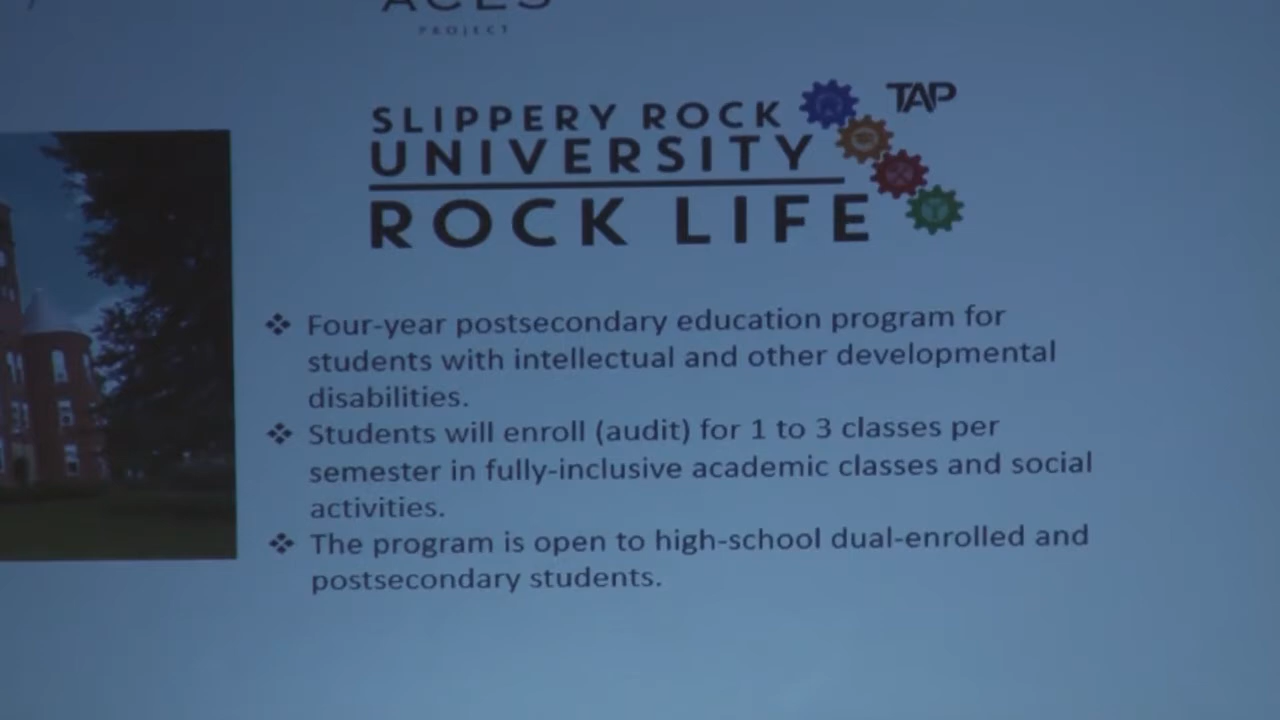 ACES
PROJECT
SLIPPERY ROCK
TAP
UNIVERSITY
ROCK LIFE
❖ Four-year postsecondary education program for
students with intellectual and other developmental
disabilities.
❖ Students will enroll (audit) for 1 to 3 classes per
semester in fully-inclusive academic classes and social
activities.
❖ The program is open to high-school dual-enrolled and
postsecondary students.